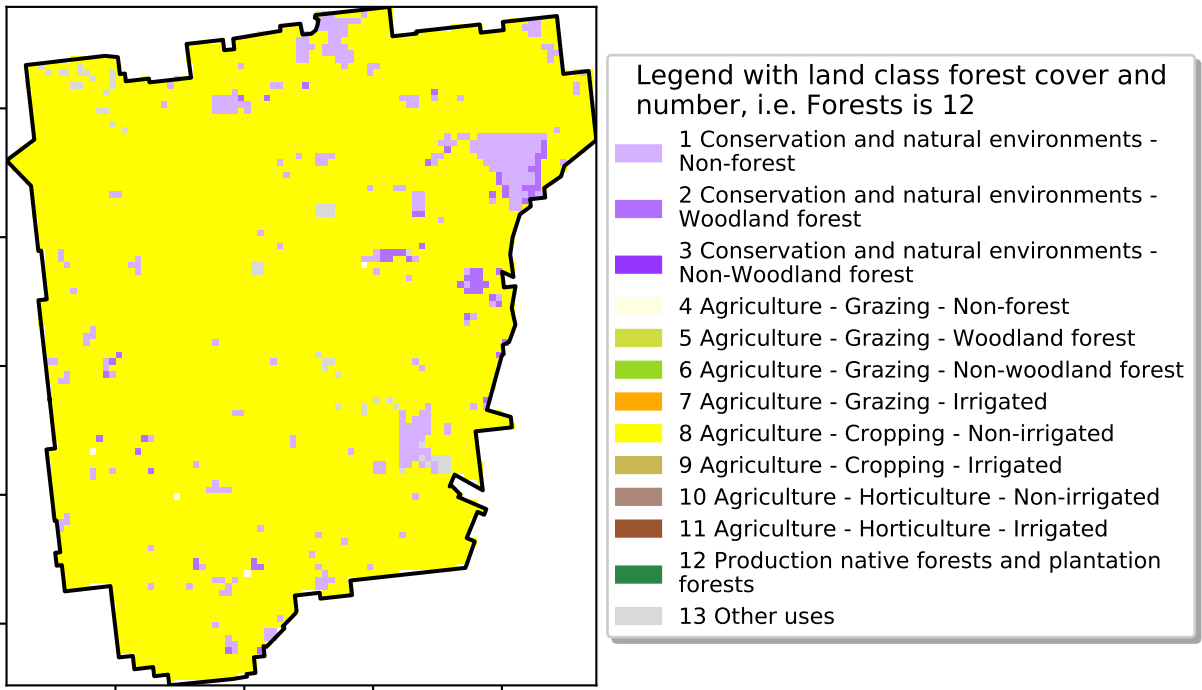 Legend with land class forest cover and
number, i.e. Forests is 12
1 Conservation and natural environments -
Non-forest
2 Conservation and natural environments -
Woodland forest
3 Conservation and natural environments -
Non-Woodland forest
4 Agriculture - Grazing - Non-forest
5 Agriculture - Grazing - Woodland forest
6 Agriculture - Grazing - Non-woodland forest
7 Agriculture - Grazing - Irrigated
8 Agriculture - Cropping - Non-irrigated
9 Agriculture - Cropping - Irrigated
10 Agriculture - Horticulture - Non-irrigated
11 Agriculture - Horticulture - Irrigated
12 Production native forests and plantation
forests
13 Other uses